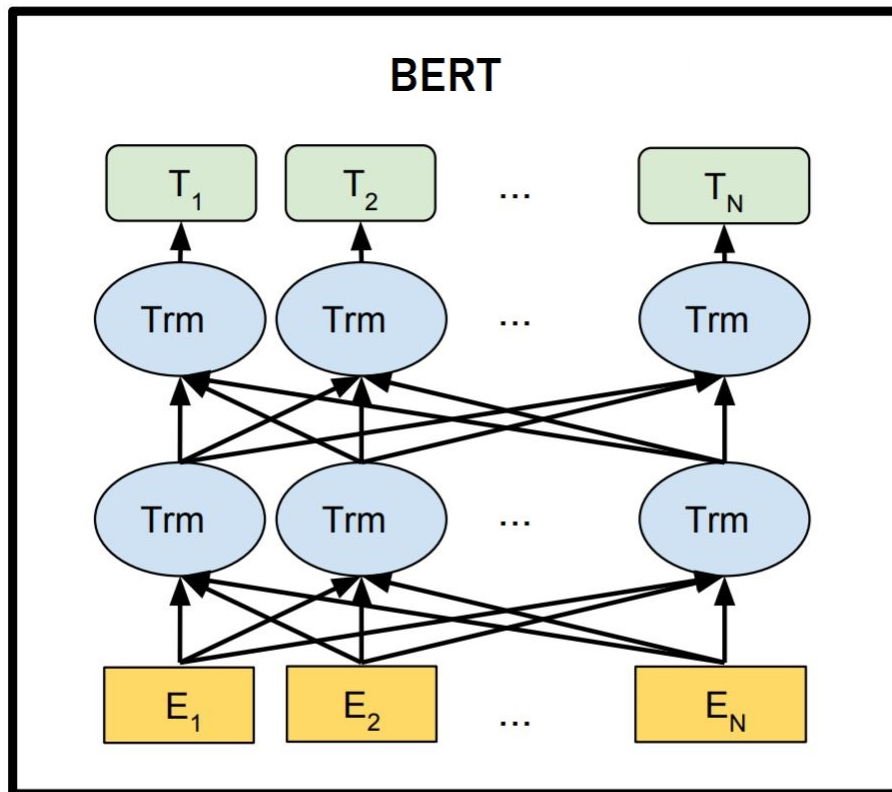 BERT
T1 T2 ... TN
Trm Trm ... Trm
Trm Trm ... Trm
E1 E2 ... EN